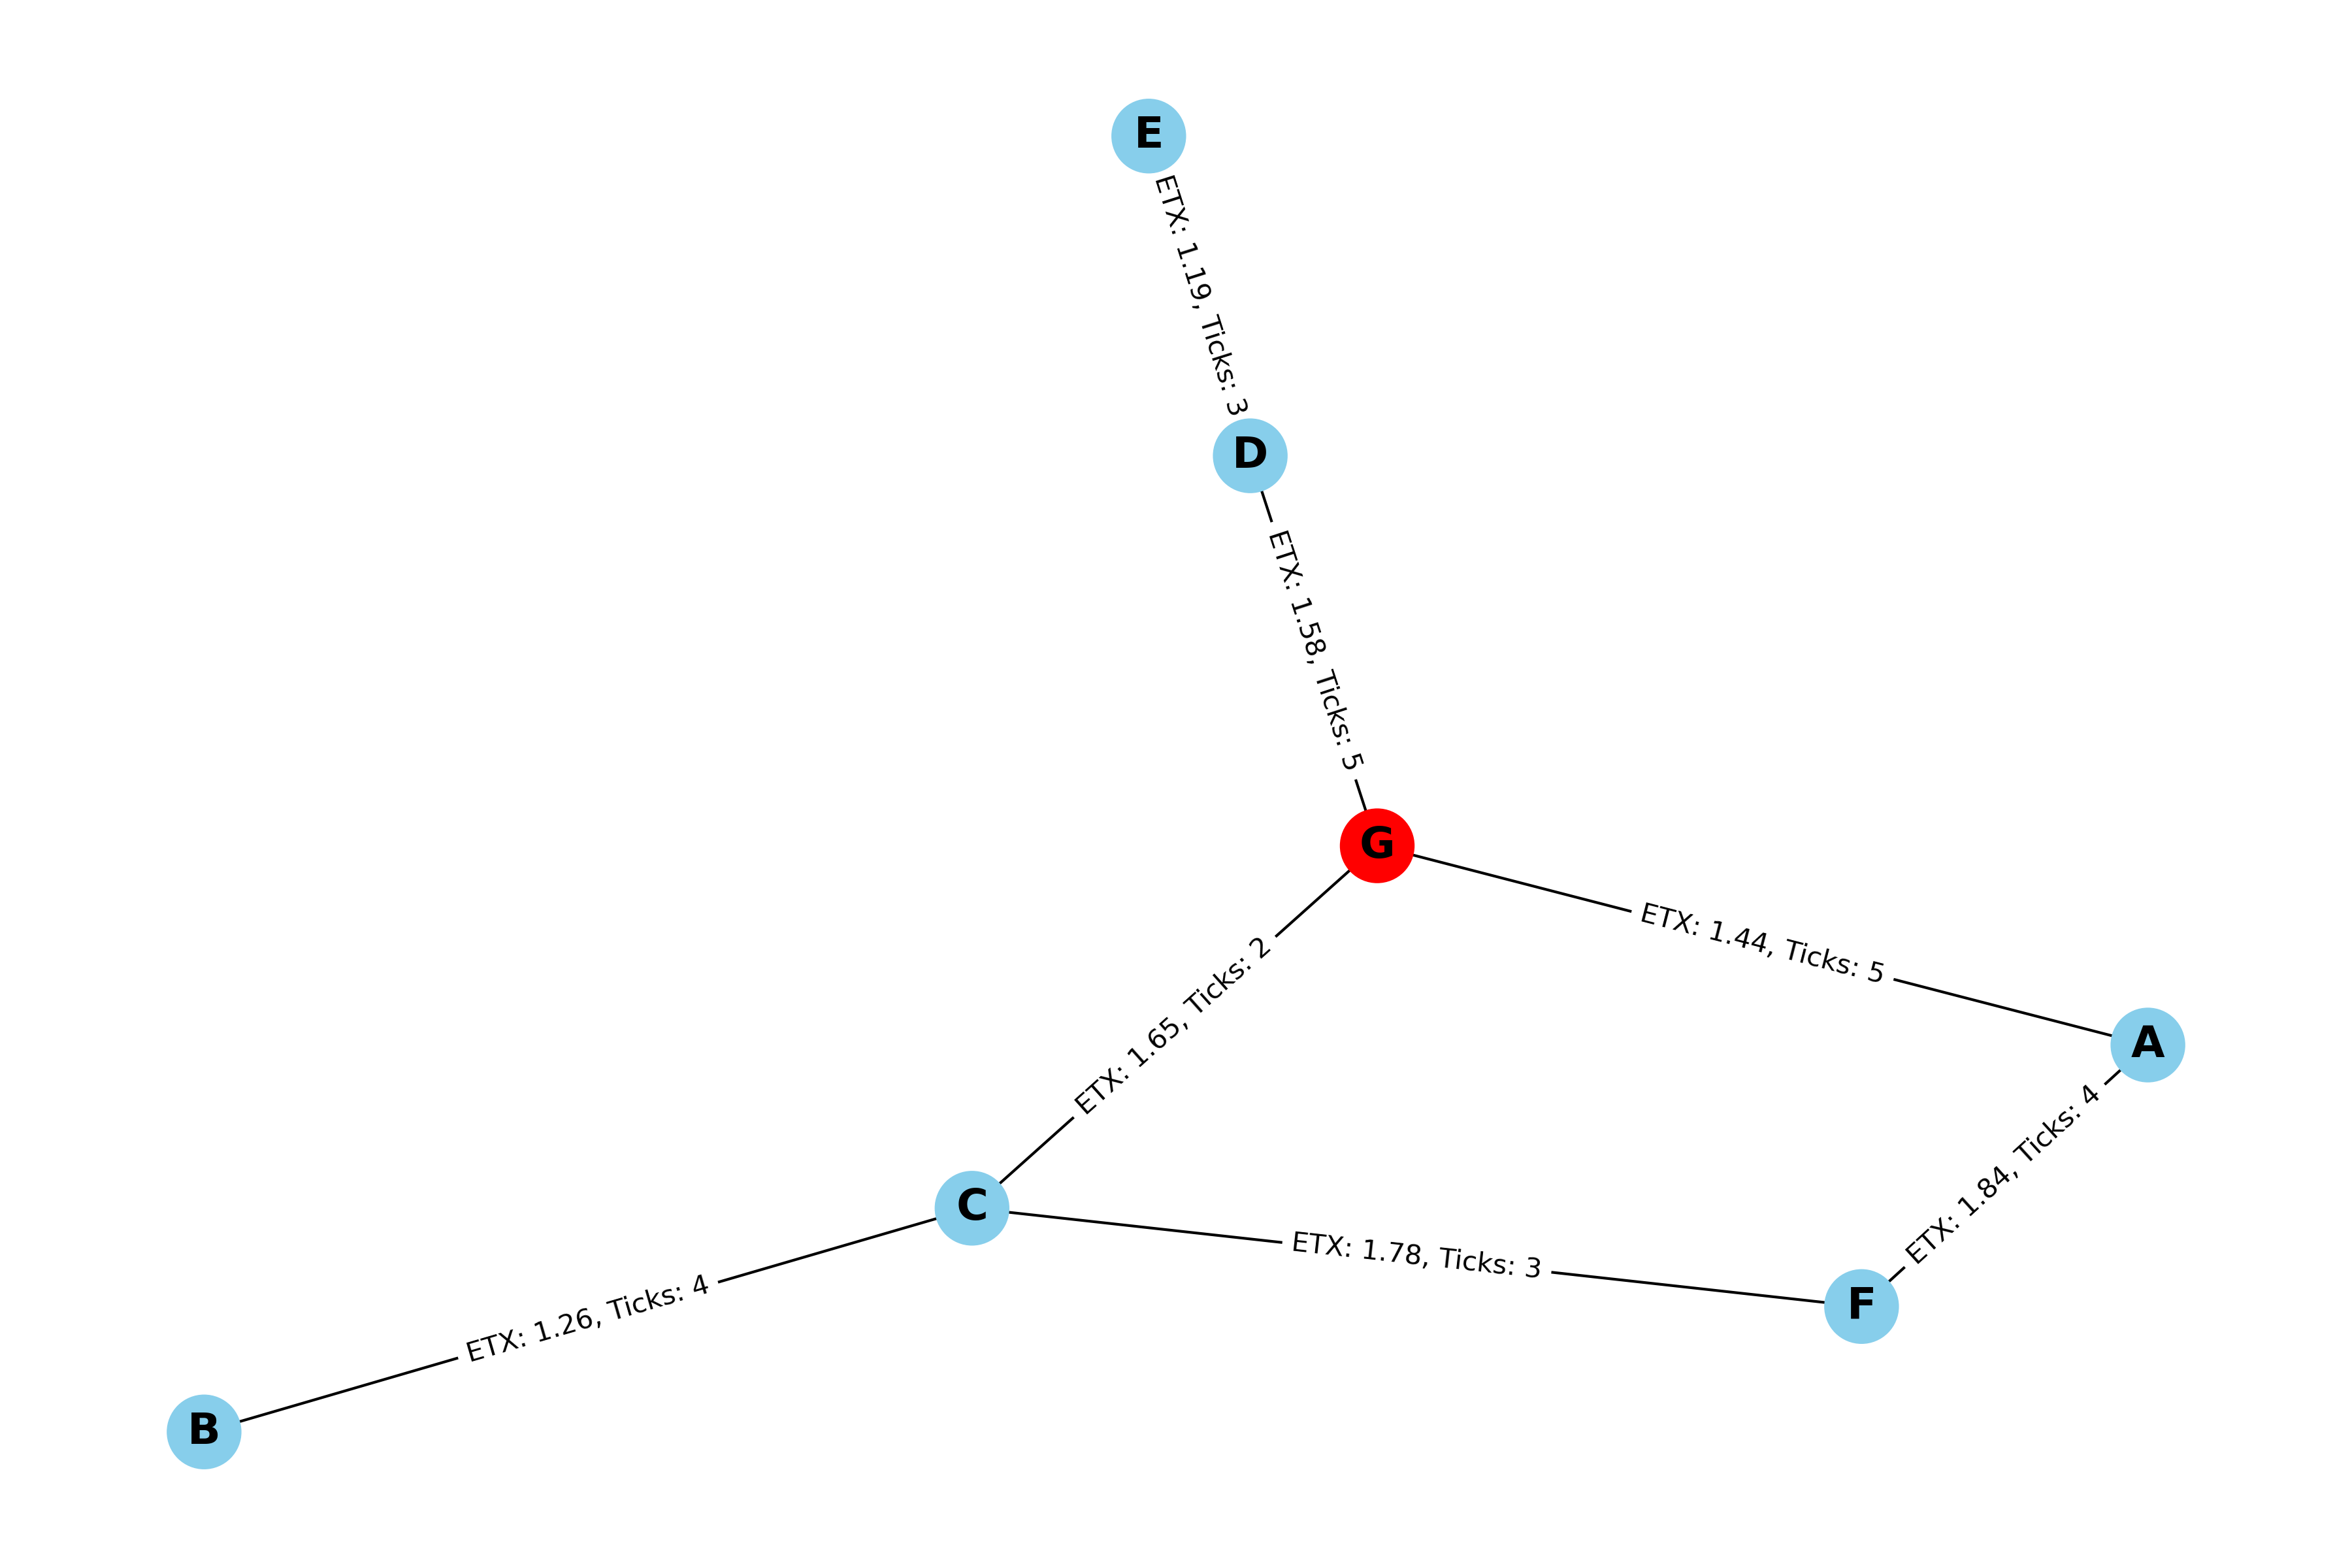 E
ETX: 1.19, Ticks: 3
D
ETX: 1.58, Ticks: 5
G
ETX: 1.44, Ticks: 5
ETX: 1.65, Ticks: 2
A
ETX: 1.84, Ticks: 4
C
ETX: 1.78, Ticks: 3
F
ETX: 1.26, Ticks: 4
B